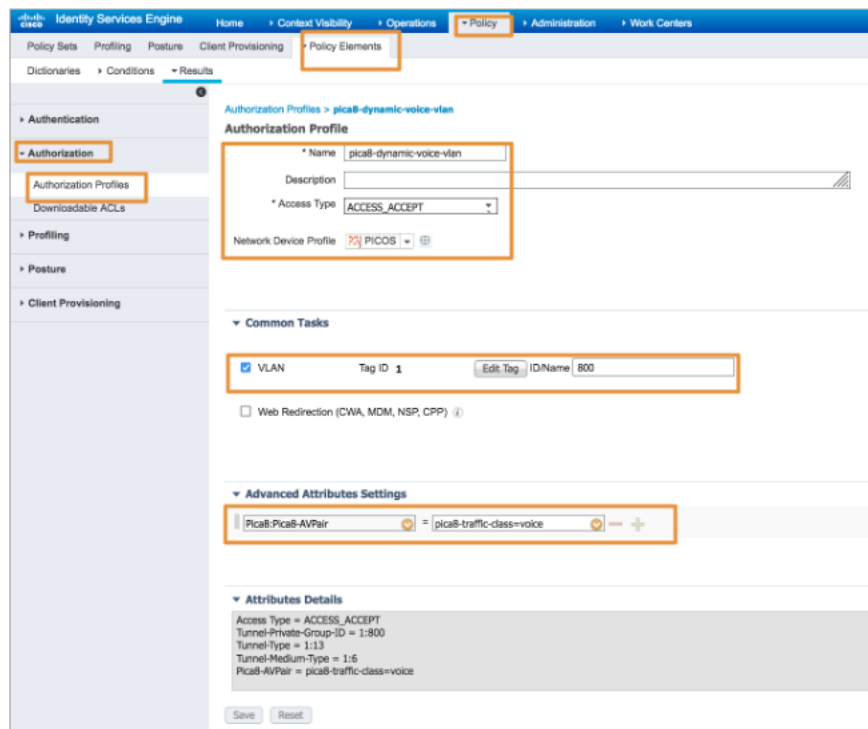 cisco Identity Services Engine Home Context Visibility Operations Policy Administration Work Centers
Policy Sets Profiling Posture Client Provisioning Policy Elements
Dictionaries Conditions Results
Authentication
Authorization
Authorization Profiles
Downloadable ACLs
Profiling
Posture
Client Provisioning
Authorization Profiles > pica8-dynamic-voice-vlan
Authorization Profile
* Name pica8-dynamic-voice-vlan
Description
* Access Type ACCESS_ACCEPT
Network Device Profile PICOS
Common Tasks
VLAN Tag ID 1 Edit Tag ID/Name 800
Web Redirection (CWA, MDM, NSP, CPP) i
Advanced Attributes Settings
Pica8:Pica8-AVPair = pica8-traffic-class=voice
Attributes Details
Access Type = ACCESS_ACCEPT
Tunnel-Private-Group-ID = 1:800
Tunnel-Type = 1:13
Tunnel-Medium-Type = 1:6
Pica8-AVPair = pica8-traffic-class=voice
Save Reset